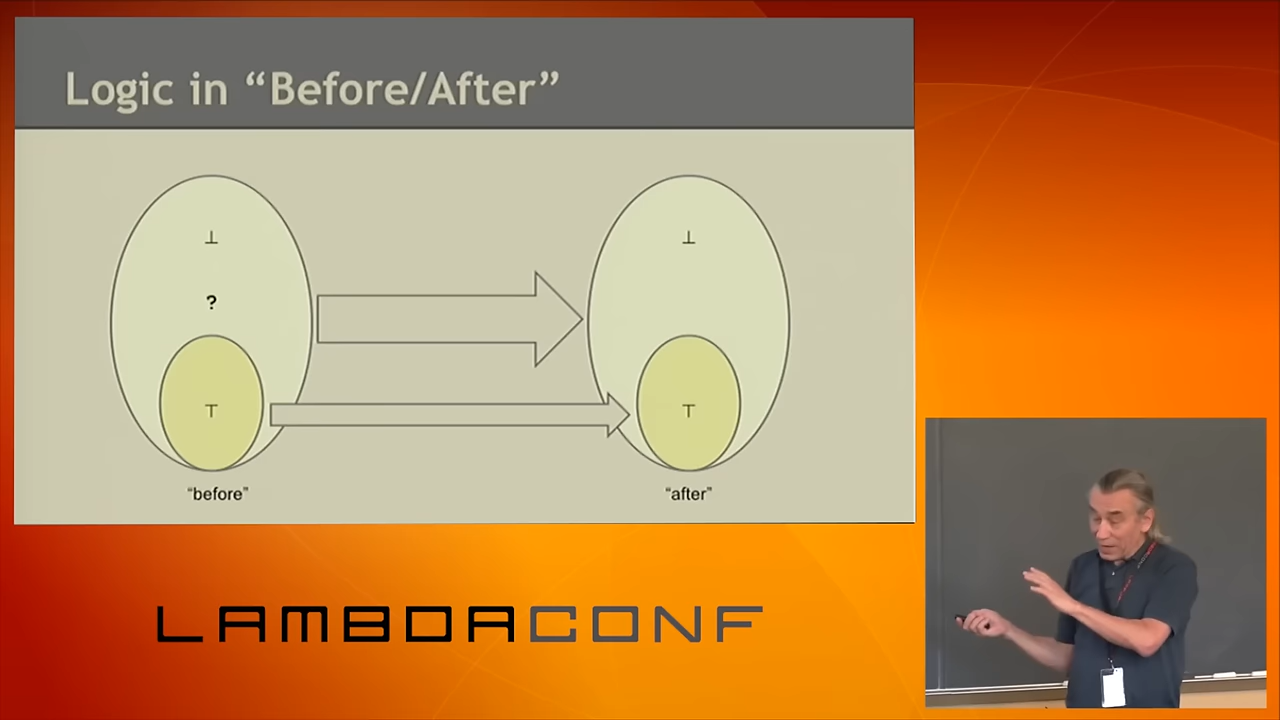 Logic in “Before/After”
⊥
⊥
?
⊤
⊤
“before”
“after”
LAMBDACONF